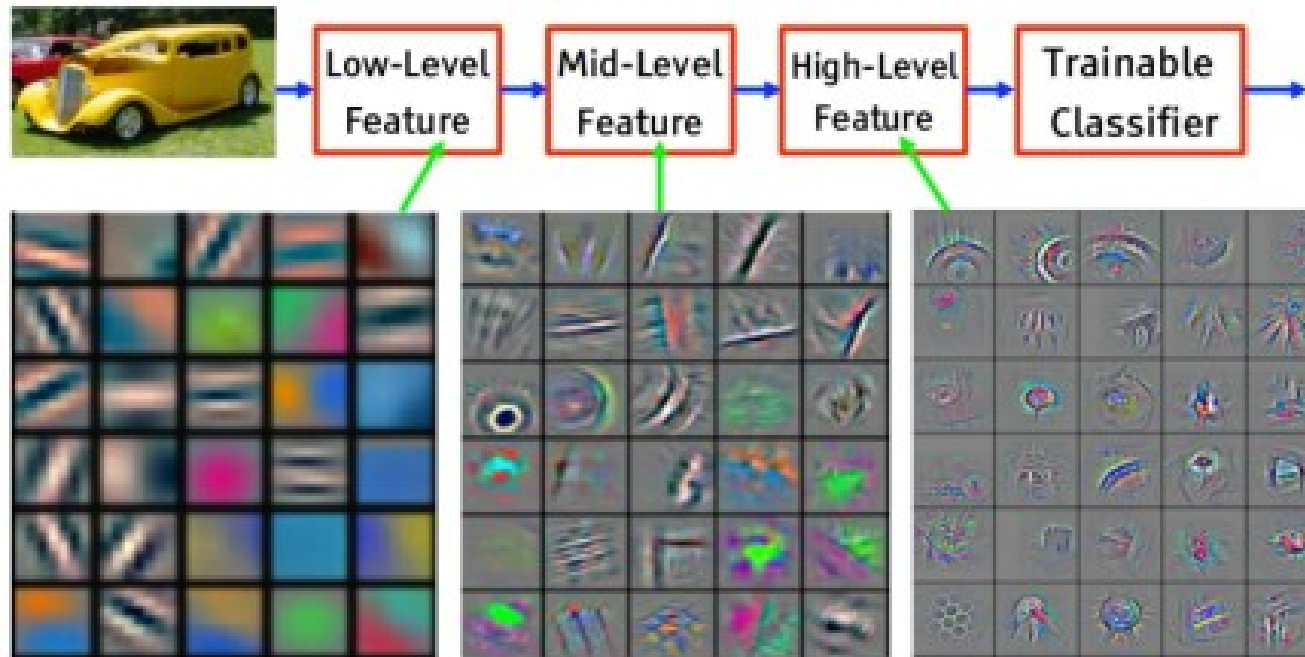 Low-Level
Feature
Mid-Level
Feature
High-Level
Feature
Trainable
Classifier